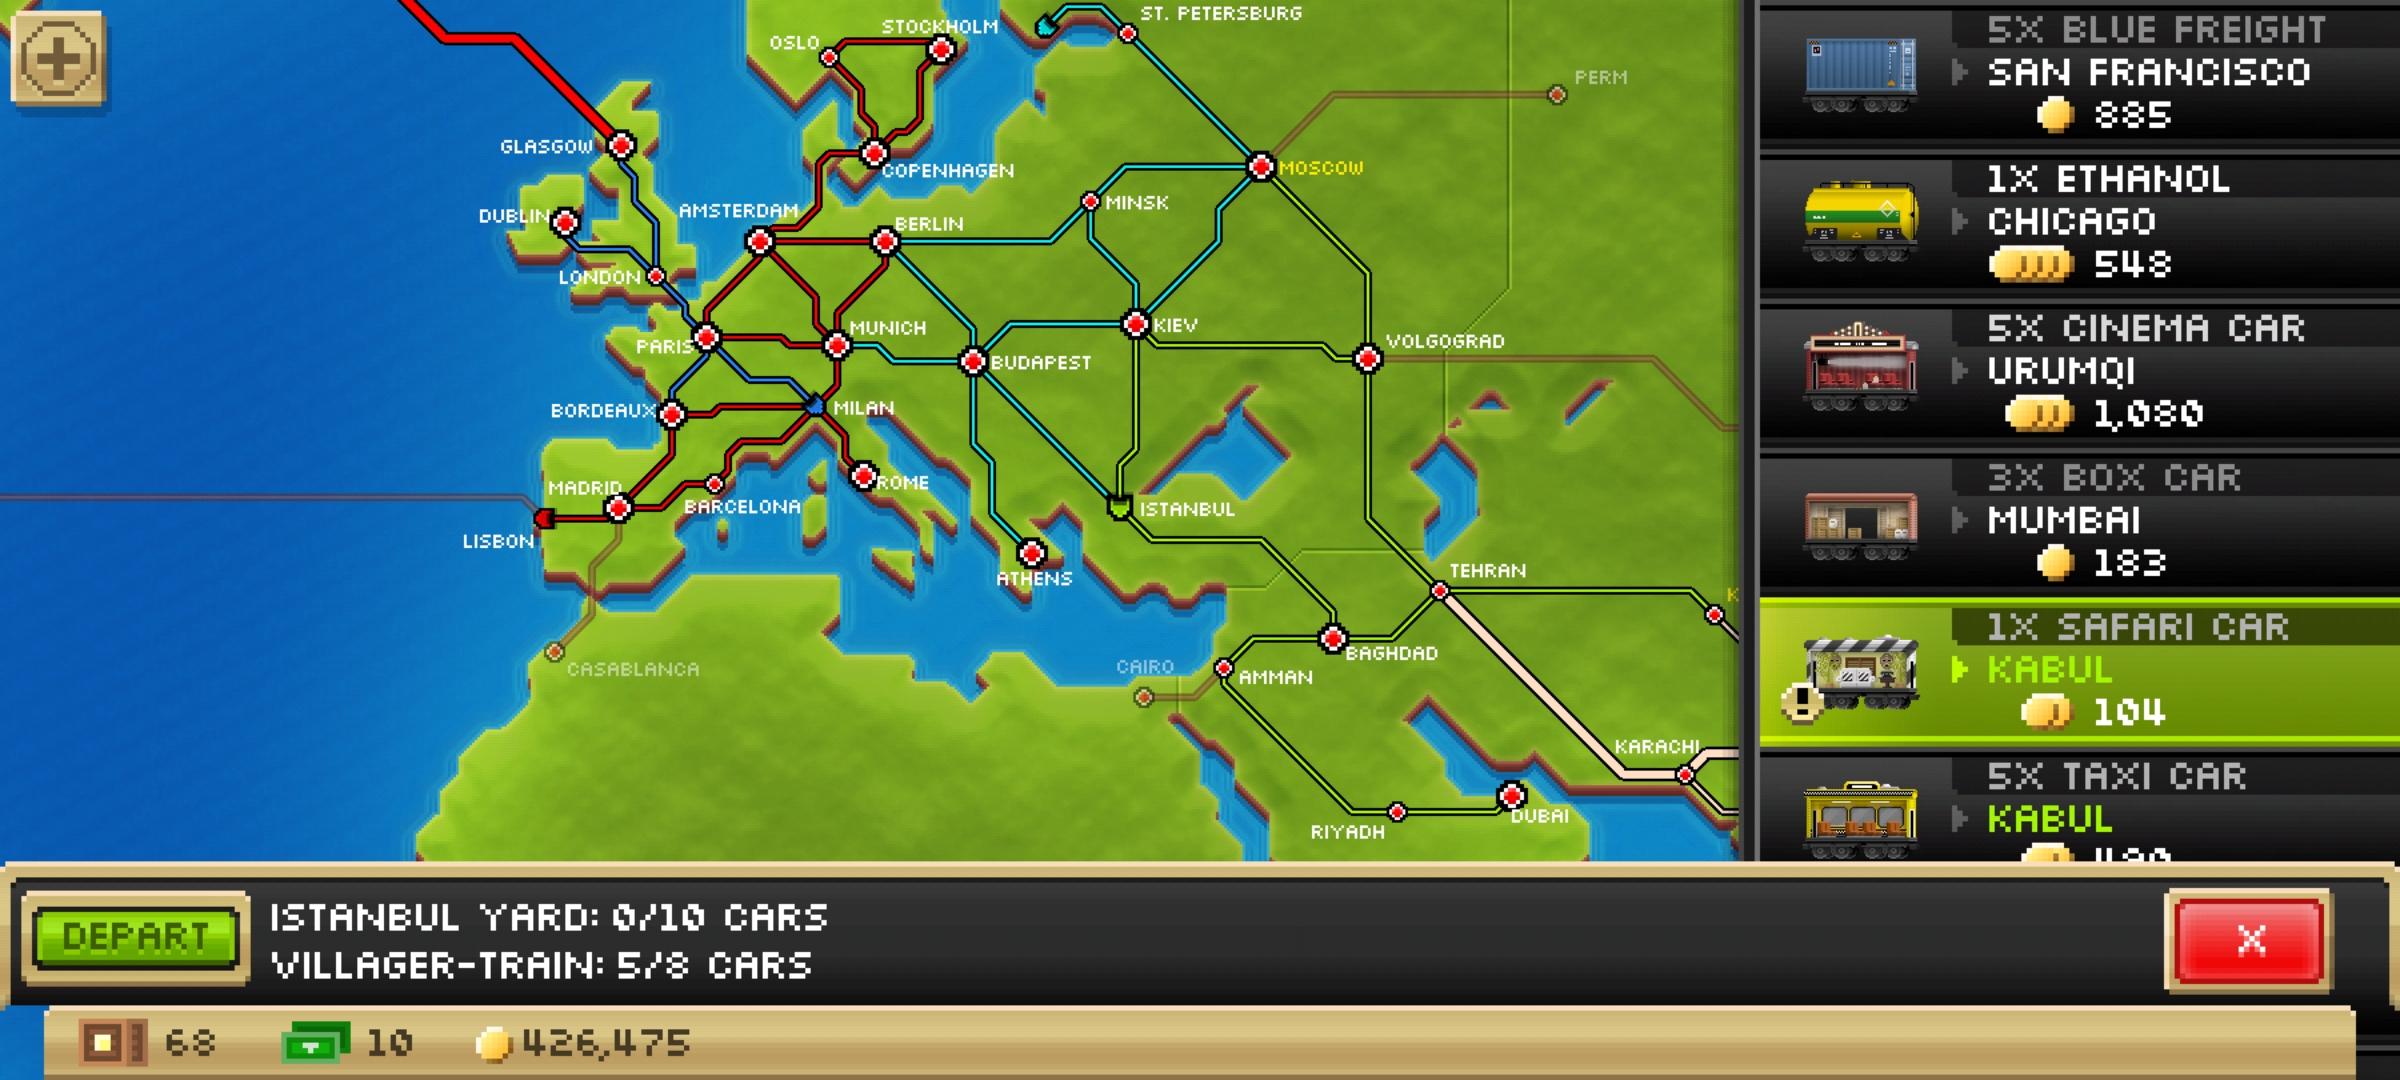 ST. PETERSBURG
STOCKHOLM
OSLO
PERM
GLASGOW
COPENHAGEN
MOSCOW
MINSK
DUBLIN
AMSTERDAM
BERLIN
LONDON
MUNICH
KIEV
VOLGOGRAD
PARIS
BUDAPEST
BORDEAUX
MILAN
MADRID
ROME
BARCELONA
ISTANBUL
LISBON
ATHENS
TEHRAN
K
BAGHDAD
CASABLANCA
CAIRO
AMMAN
KARACHI
RIYADH
DUBAI
5X BLUE FREIGHT
SAN FRANCISCO
885
1X ETHANOL
CHICAGO
548
5X CINEMA CAR
URUMQI
1,080
3X BOX CAR
MUMBAI
183
1X SAFARI CAR
KABUL
104
5X TAXI CAR
KABUL
DEPART
ISTANBUL YARD: 0/10 CARS
VILLAGER-TRAIN: 5/8 CARS
X
68
10
426,475